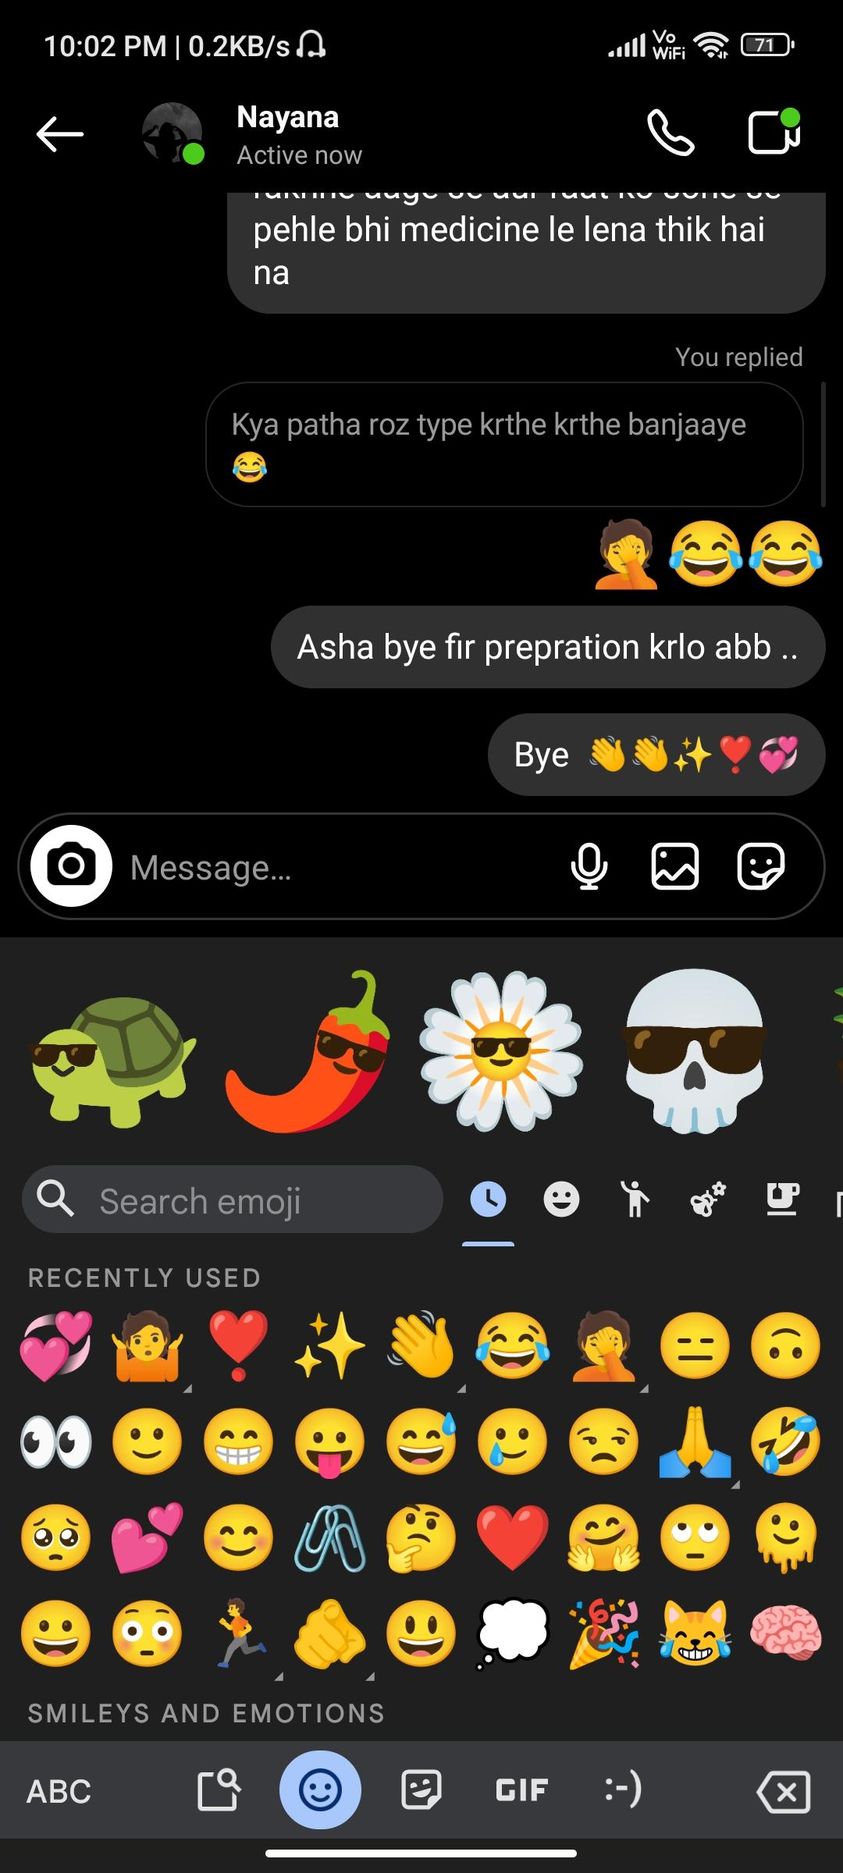 10:02 PM | 0.2KB/s
Vo
WiFi
71
Nayana
Active now
pehle bhi medicine le lena thik hai
na
You replied
Kya patha roz type krthe krthe banjaaye
😂
🤦😂😂
Asha bye fir prepration krlo abb ..
Bye 👋👋✨❣️💞
Message...
Search emoji
RECENTLY USED
SMILEYS AND EMOTIONS
ABC
GIF
:-)